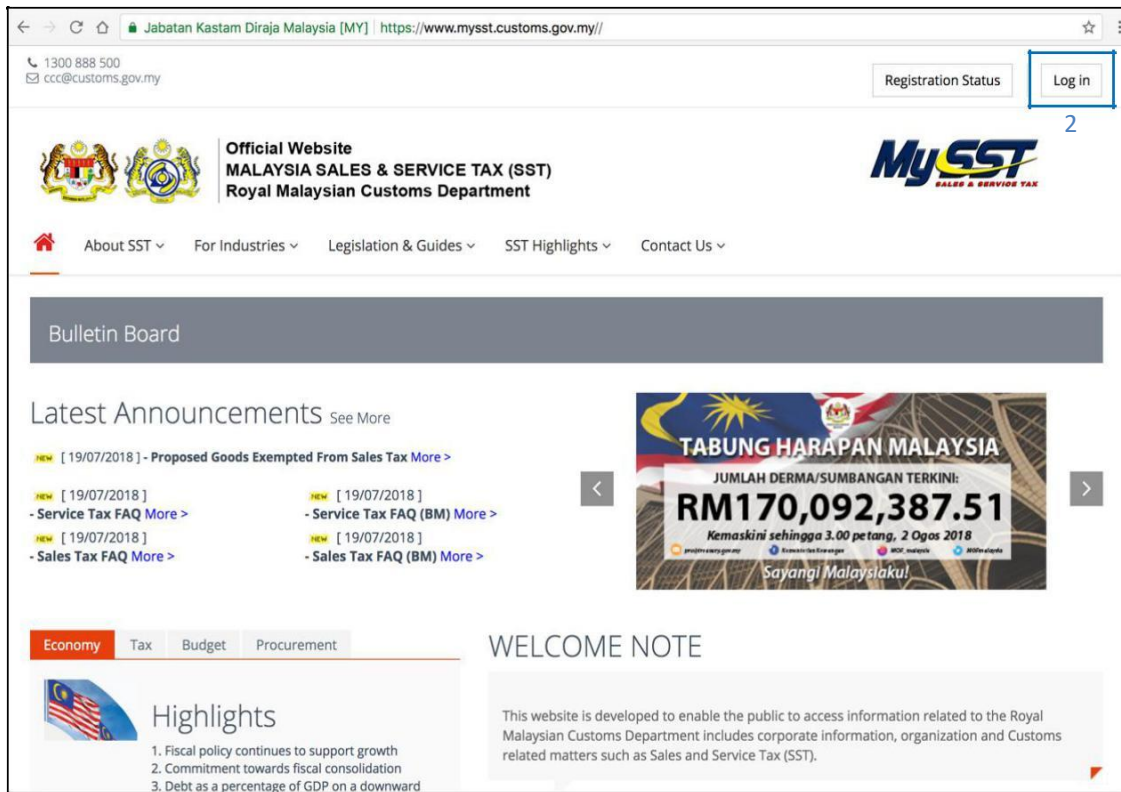 Jabatan Kastam Diraja Malaysia [MY] https://www.mysst.customs.gov.my//
1300 888 500
ccc@customs.gov.my
Registration Status
Log in
2
Official Website
MALAYSIA SALES & SERVICE TAX (SST)
Royal Malaysian Customs Department
MySST
SALES & SERVICE TAX
About SST For Industries Legislation & Guides SST Highlights Contact Us
Bulletin Board
Latest Announcements See More
NEW [ 19/07/2018 ] - Proposed Goods Exempted From Sales Tax More >
NEW [ 19/07/2018 ]
- Service Tax FAQ More >
NEW [ 19/07/2018 ]
- Service Tax FAQ (BM) More >
NEW [ 19/07/2018 ]
- Sales Tax FAQ More >
NEW [ 19/07/2018 ]
- Sales Tax FAQ (BM) More >
TABUNG HARAPAN MALAYSIA
JUMLAH DERMA/SUMBANGAN TERKINI:
RM170,092,387.51
Kemaskini sehingga 3.00 petang, 2 Ogos 2018
MOF_malaysia
Sayangi Malaysiaku!
Economy Tax Budget Procurement
Highlights
1. Fiscal policy continues to support growth
2. Commitment towards fiscal consolidation
3. Debt as a percentage of GDP on a downward
WELCOME NOTE
This website is developed to enable the public to access information related to the Royal
Malaysian Customs Department includes corporate information, organization and Customs
related matters such as Sales and Service Tax (SST).